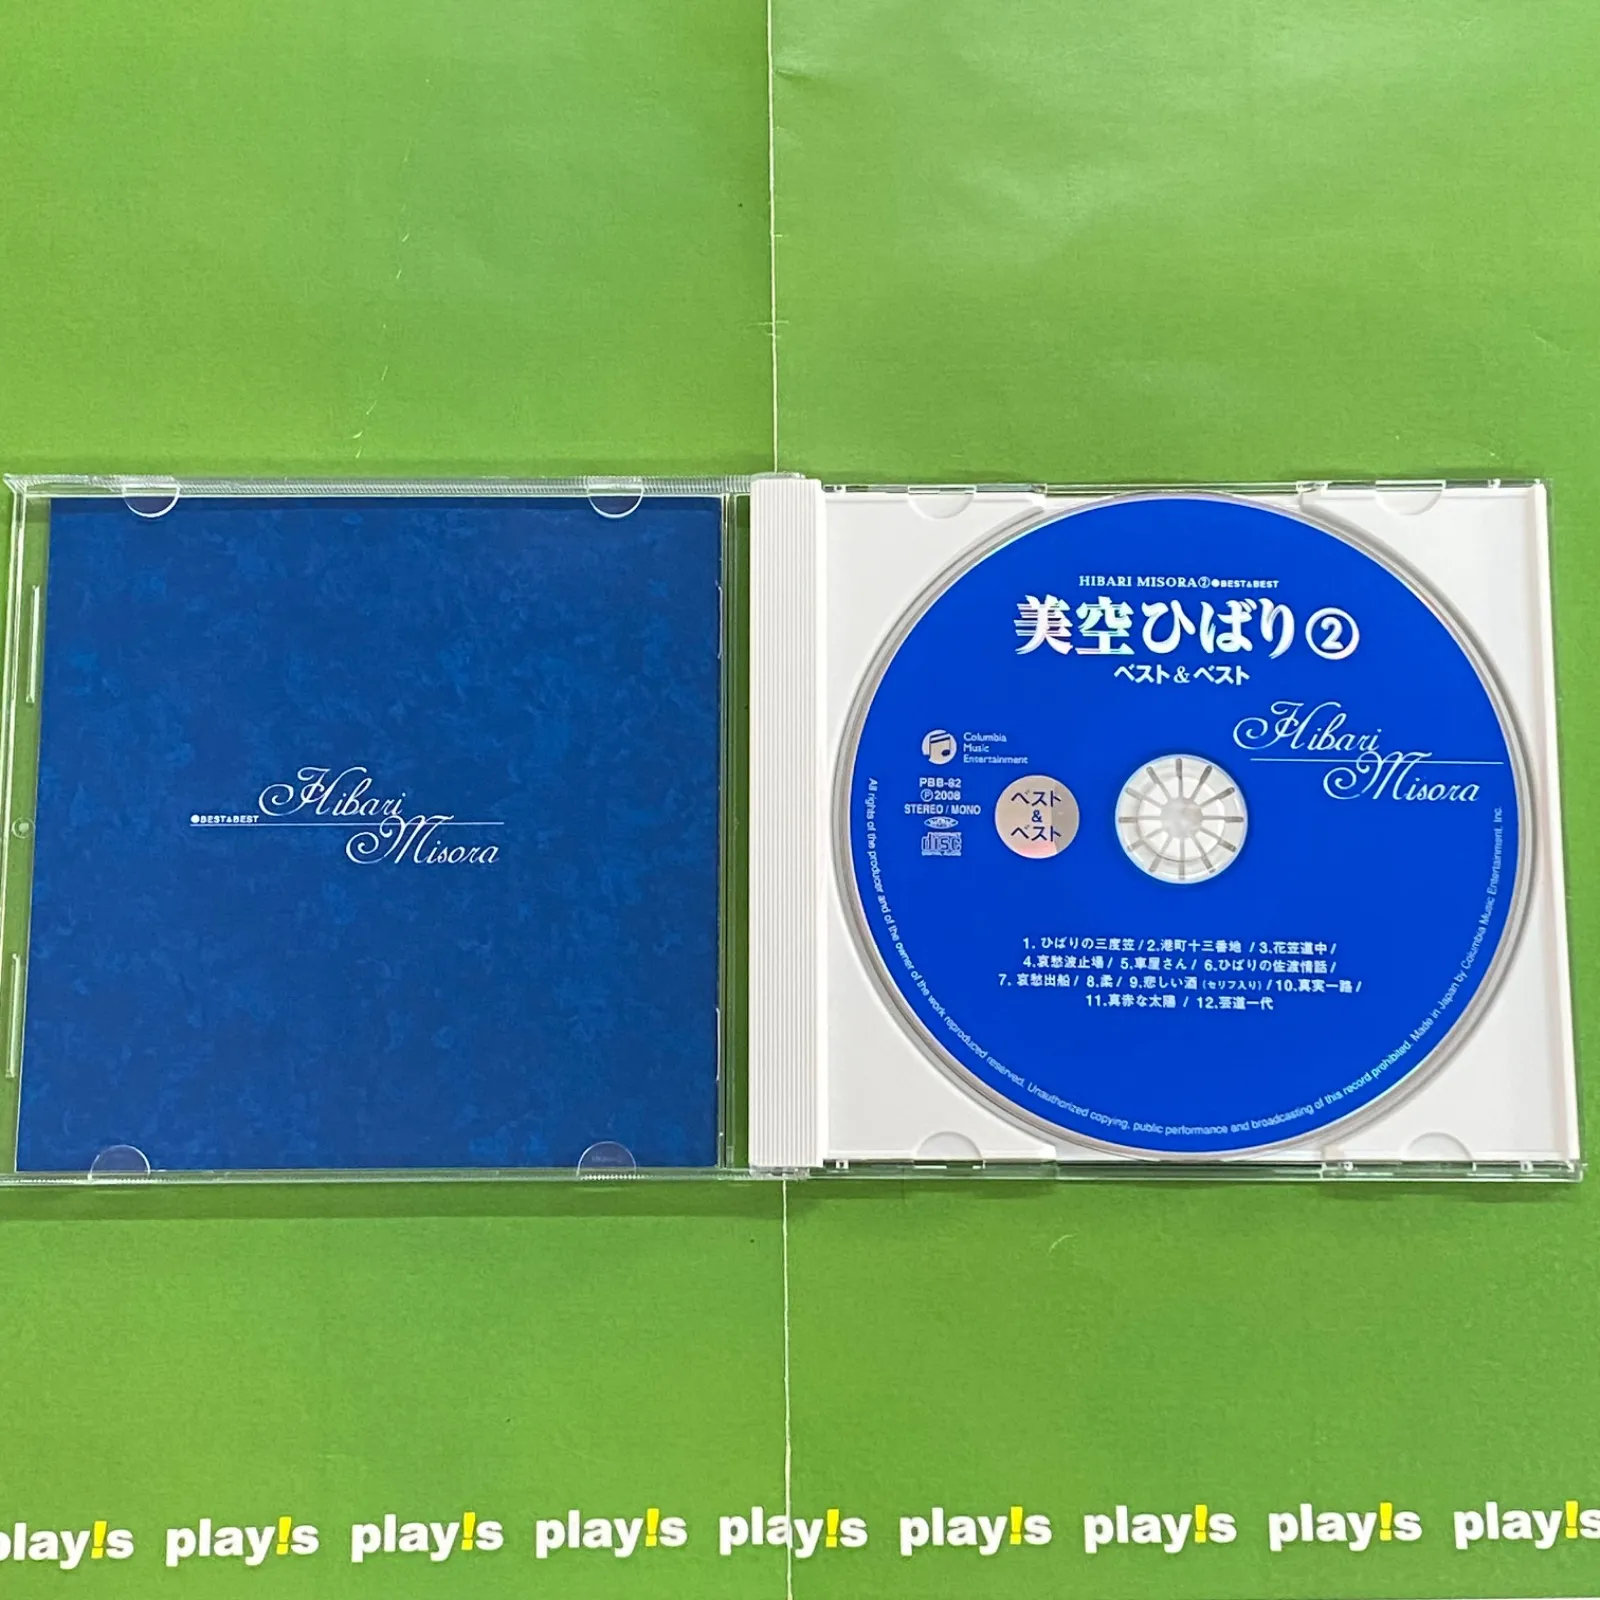 Hibari
●BEST&BEST
Misora
HIBARI MISORA②●BEST&BEST
美空ひばり②
ベスト&ベスト
Hibari
Misora
Columbia
Music
Entertainment
PBB-82
Ⓟ2008
STEREO/MONO
disc
DIGITAL AUDIO
ベスト
&
ベスト
1. ひばりの三度笠 / 2.港町十三番地 / 3.花笠道中 /
4.哀愁波止場 / 5.車屋さん / 6.ひばりの佐渡情話 /
7. 哀愁出船 / 8.柔 / 9.悲しい酒 (セリフ入り) / 10.真実一路 /
11.真赤な太陽 / 12.芸道一代
All rights of the producer and of the owner of the work reproduced reserved. Unauthorized copying, public performance and broadcasting of this record prohibited. Made in Japan by Columbia Music Entertainment, Inc.
play!s play!s play!s play!s play!s play!s play!s play!s play!s